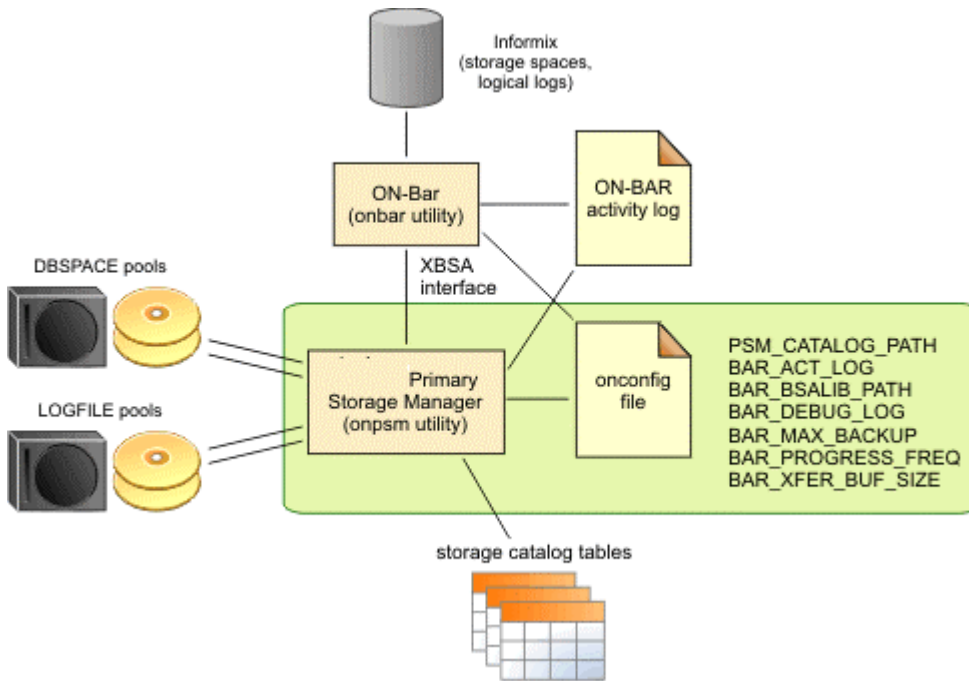 Informix
(storage spaces,
logical logs)
ON-Bar
(onbar utility)
ON-BAR
activity log
XBSA
interface
DBSPACE pools
LOGFILE pools
Primary
Storage Manager
(onpsm utility)
onconfig
file
PSM_CATALOG_PATH
BAR_ACT_LOG
BAR_BSALIB_PATH
BAR_DEBUG_LOG
BAR_MAX_BACKUP
BAR_PROGRESS_FREQ
BAR_XFER_BUF_SIZE
storage catalog tables